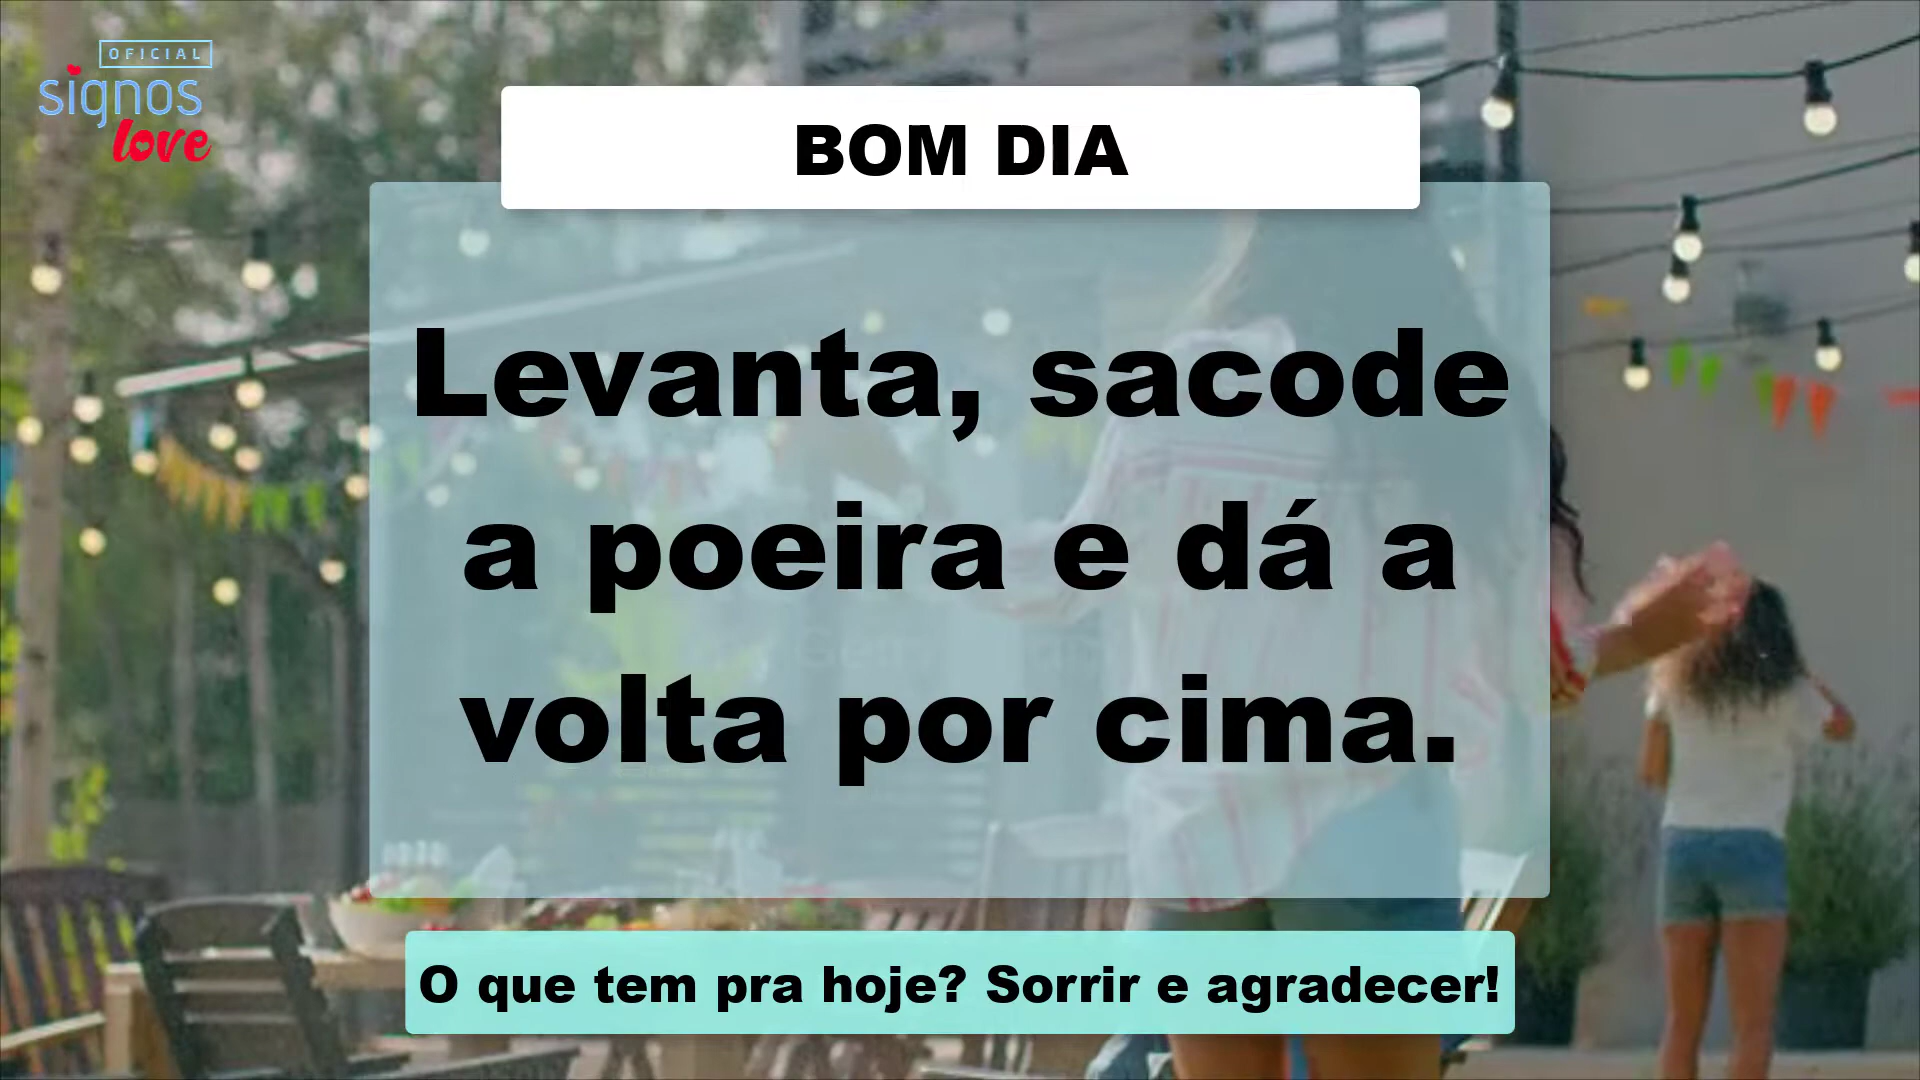 OFICIAL
signos
love
BOM DIA
Levanta, sacode
a poeira e dá a
volta por cima.
O que tem pra hoje? Sorrir e agradecer!